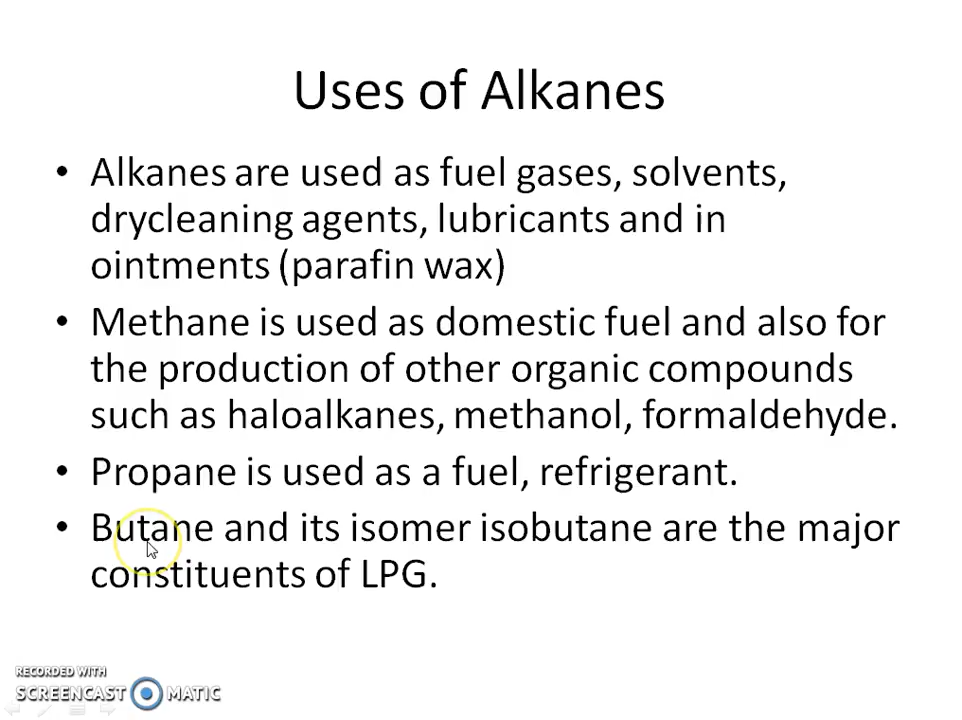 Uses of Alkanes
• Alkanes are used as fuel gases, solvents,
drycleaning agents, lubricants and in
ointments (parafin wax)
• Methane is used as domestic fuel and also for
the production of other organic compounds
such as haloalkanes, methanol, formaldehyde.
• Propane is used as a fuel, refrigerant.
• Butane and its isomer isobutane are the major
constituents of LPG.
RECORDED WITH
SCREENCAST MATIC